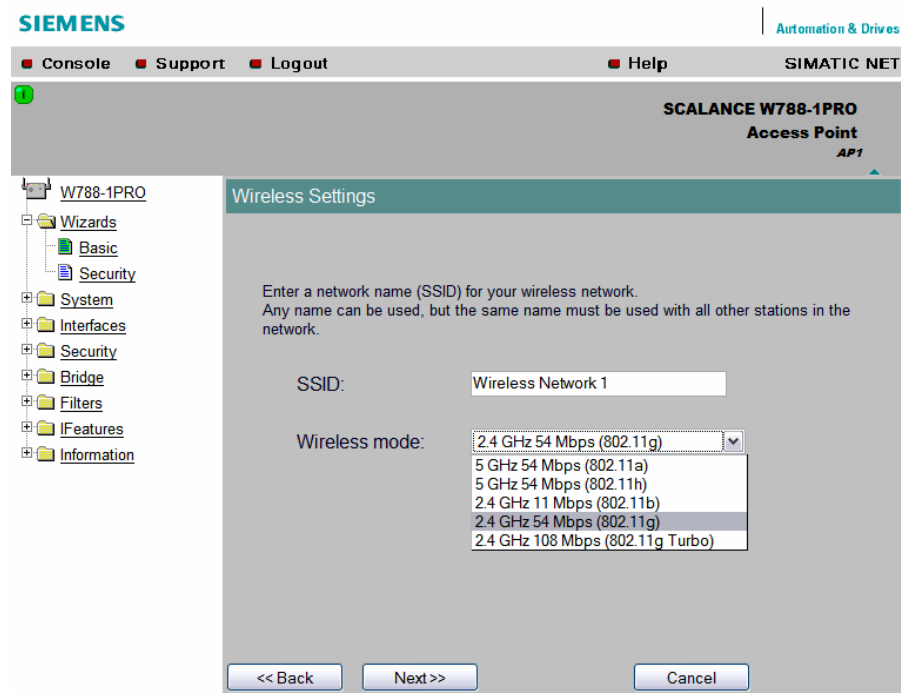 SIEMENS
Automation & Drives
Console Support Logout Help SIMATIC NET
SCALANCE W788-1PRO
Access Point
AP1
W788-1PRO
Wizards
Basic
Security
System
Interfaces
Security
Bridge
Filters
IFeatures
Information
Wireless Settings
Enter a network name (SSID) for your wireless network.
Any name can be used, but the same name must be used with all other stations in the
network.
SSID: Wireless Network 1
Wireless mode: 2.4 GHz 54 Mbps (802.11g)
5 GHz 54 Mbps (802.11a)
5 GHz 54 Mbps (802.11h)
2.4 GHz 11 Mbps (802.11b)
2.4 GHz 54 Mbps (802.11g)
2.4 GHz 108 Mbps (802.11g Turbo)
<< Back Next >> Cancel